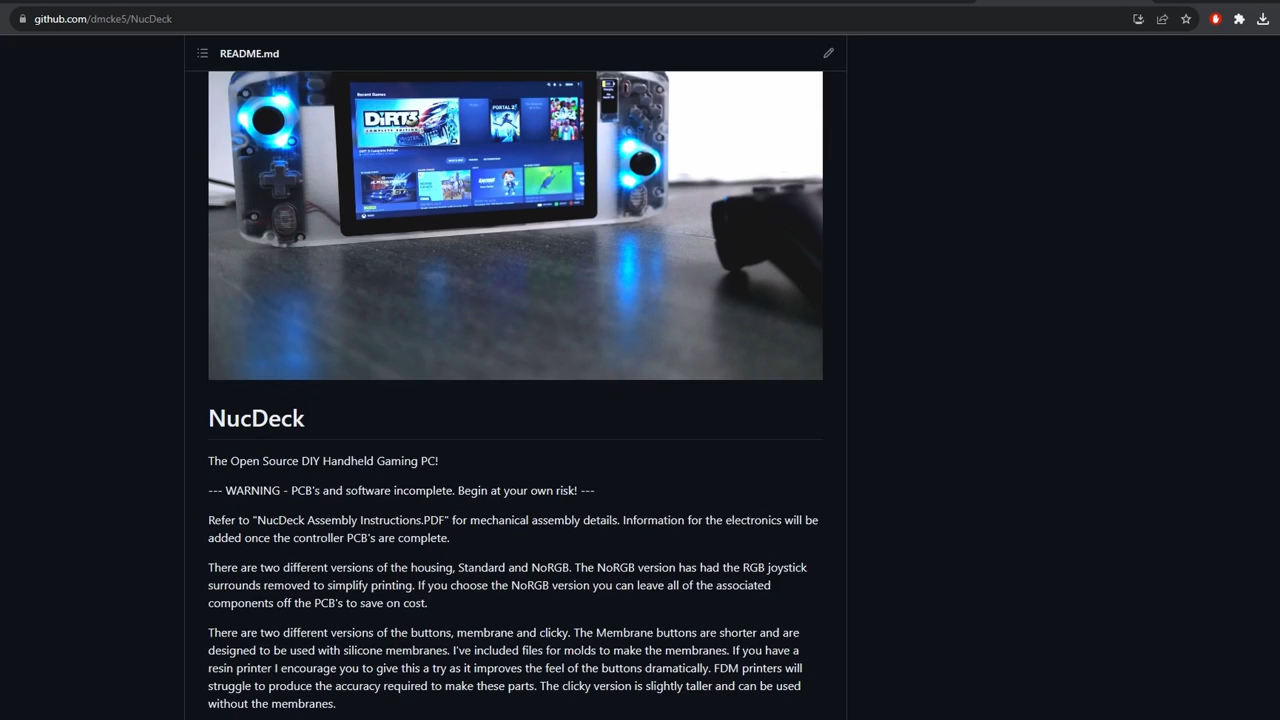 github.com/dmcke5/NucDeck
README.md
Recent Games
DiRT3
COMPLETE EDITION
PORTAL 2
NucDeck
The Open Source DIY Handheld Gaming PC!
--- WARNING - PCB's and software incomplete. Begin at your own risk! ---
Refer to "NucDeck Assembly Instructions.PDF" for mechanical assembly details. Information for the electronics will be
added once the controller PCB's are complete.
There are two different versions of the housing, Standard and NoRGB. The NoRGB version has had the RGB joystick
surrounds removed to simplify printing. If you choose the NoRGB version you can leave all of the associated
components off the PCB's to save on cost.
There are two different versions of the buttons, membrane and clicky. The Membrane buttons are shorter and are
designed to be used with silicone membranes. I've included files for molds to make the membranes. If you have a
resin printer I encourage you to give this a try as it improves the feel of the buttons dramatically. FDM printers will
struggle to produce the accuracy required to make these parts. The clicky version is slightly taller and can be used
without the membranes.